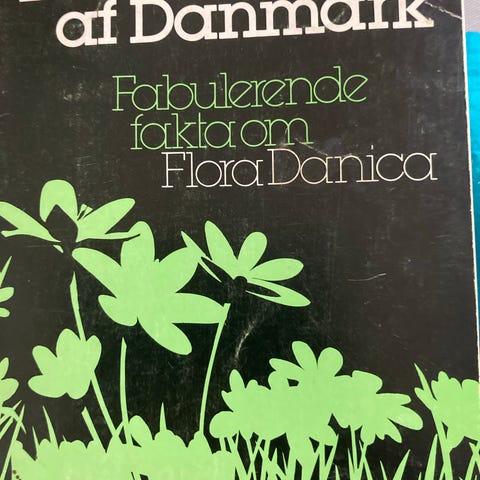 af Danmark
Fabulerende
fakta om
Flora Danica